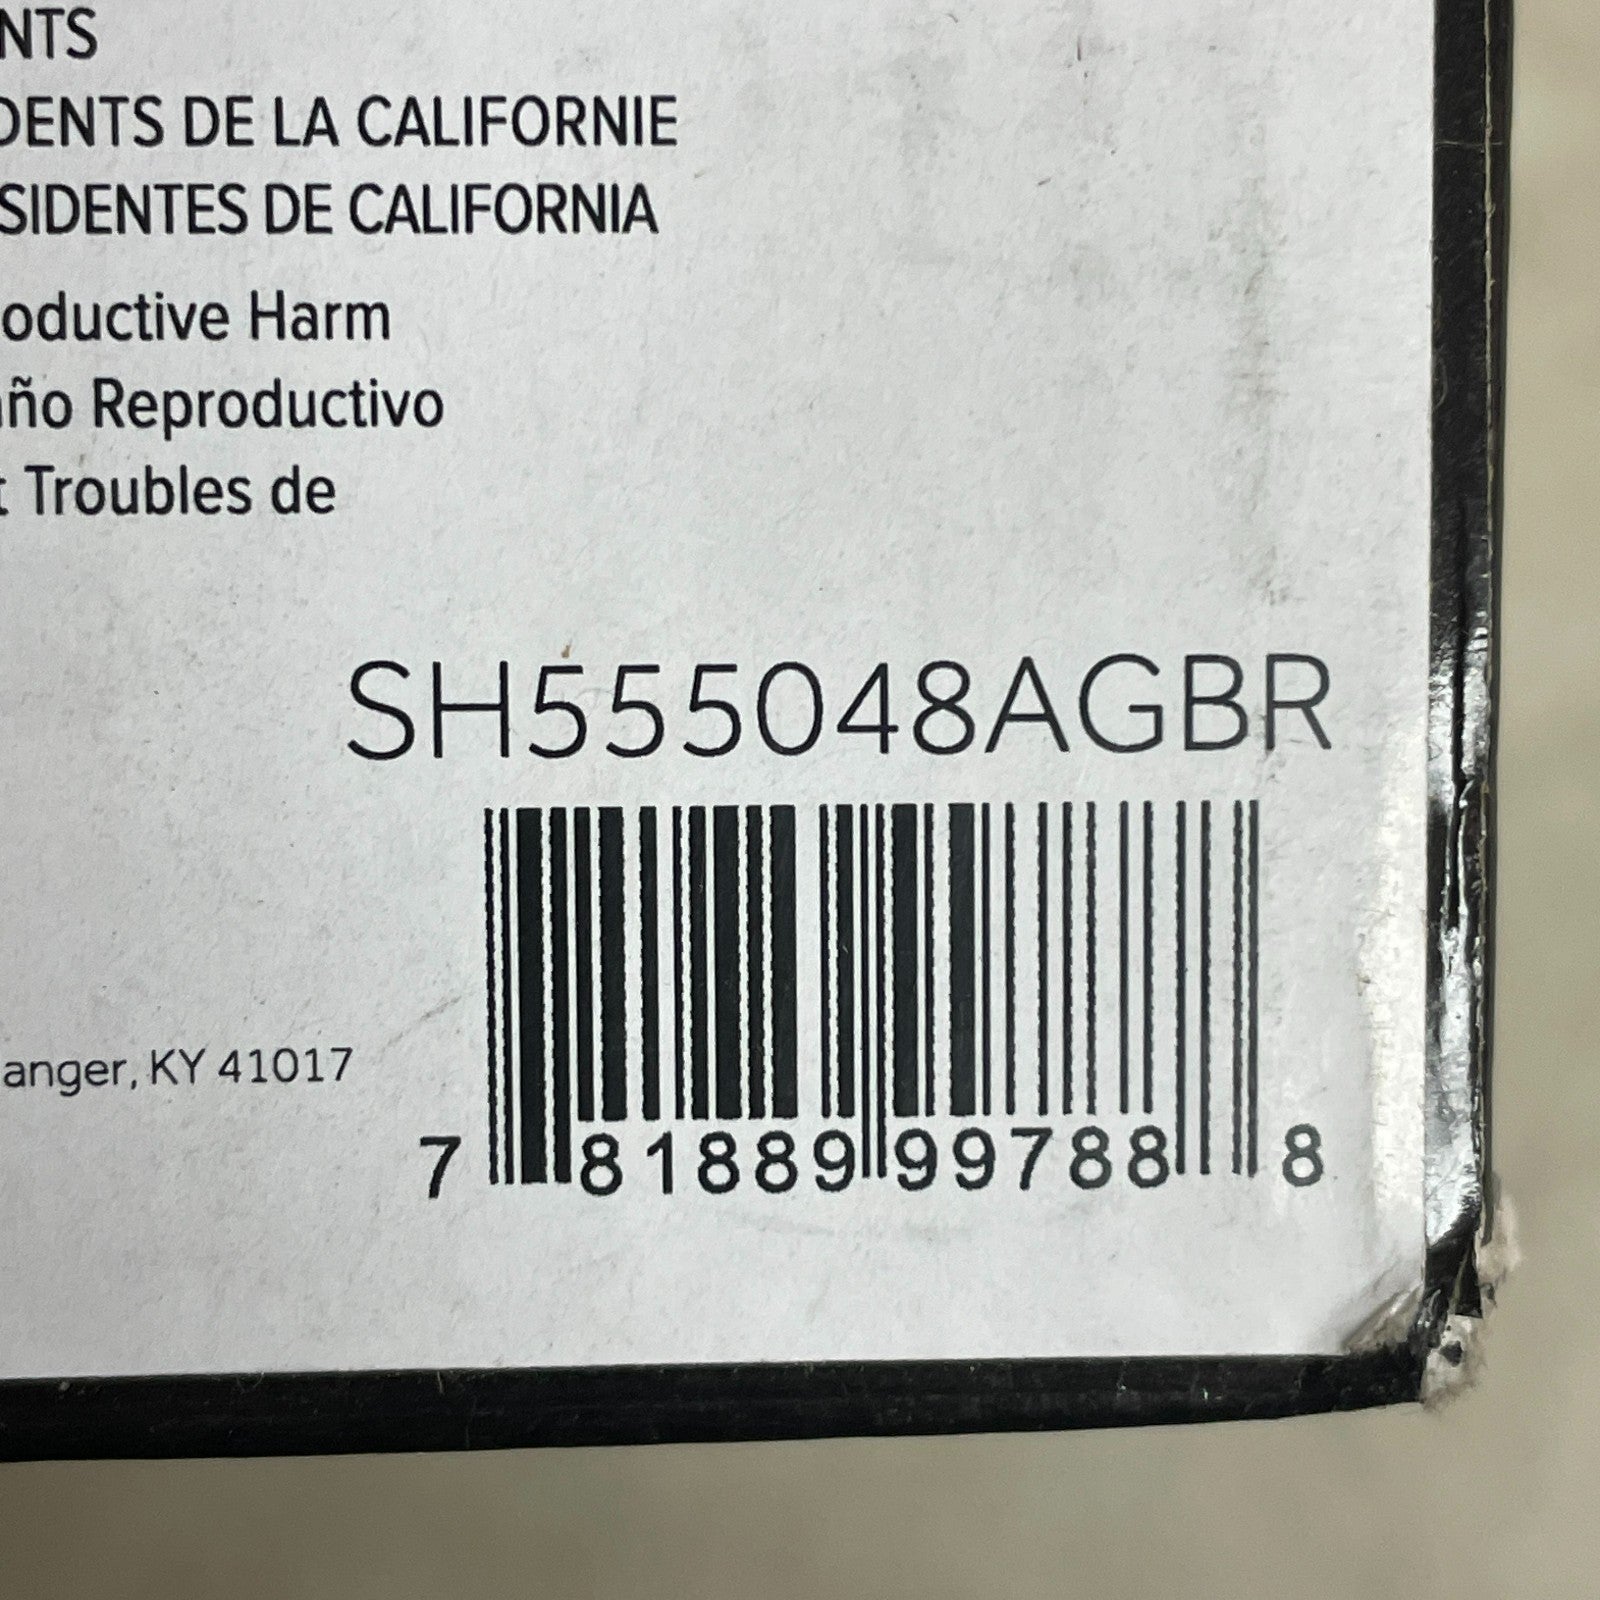 NTS
DENTS DE LA CALIFORNIE
SIDENTES DE CALIFORNIA
oductive Harm
año Reproductivo
t Troubles de
SH555048AGBR
anger, KY 41017
7 81889 99788 8